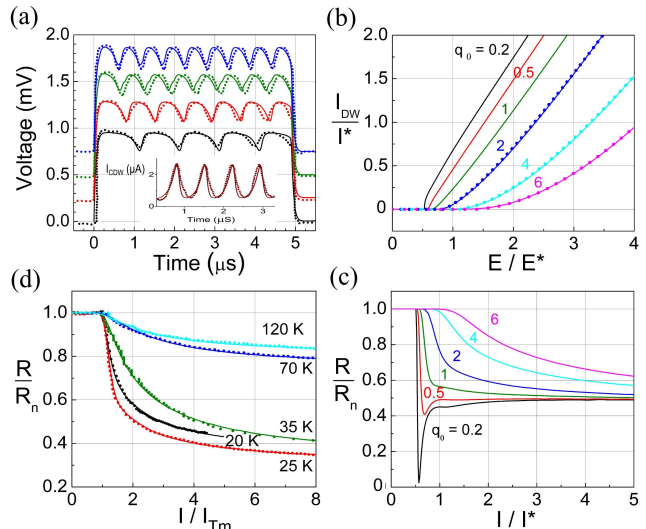 (a)
Voltage (mV)
2.0
1.5
1.0
0.5
0.0
I_CDW (μA)
2
0
1 2 3
Time (μS)
0 1 2 3 4 5
Time (μs)
(b)
I_DW
I*
2.0
1.5
1.0
0.5
0.0
q_0 = 0.2
0.5
1
2
4
6
0 1 2 3 4
E / E*
(d)
R
R_n
1.0
0.8
0.6
0.4
0.2
120 K
70 K
35 K
20 K
25 K
0 2 4 6 8
I / I_Tm
(c)
R
R_n
1.0
0.8
0.6
0.4
0.2
0
6
4
2
1
0.5
q_0 = 0.2
0 1 2 3 4 5
I / I*